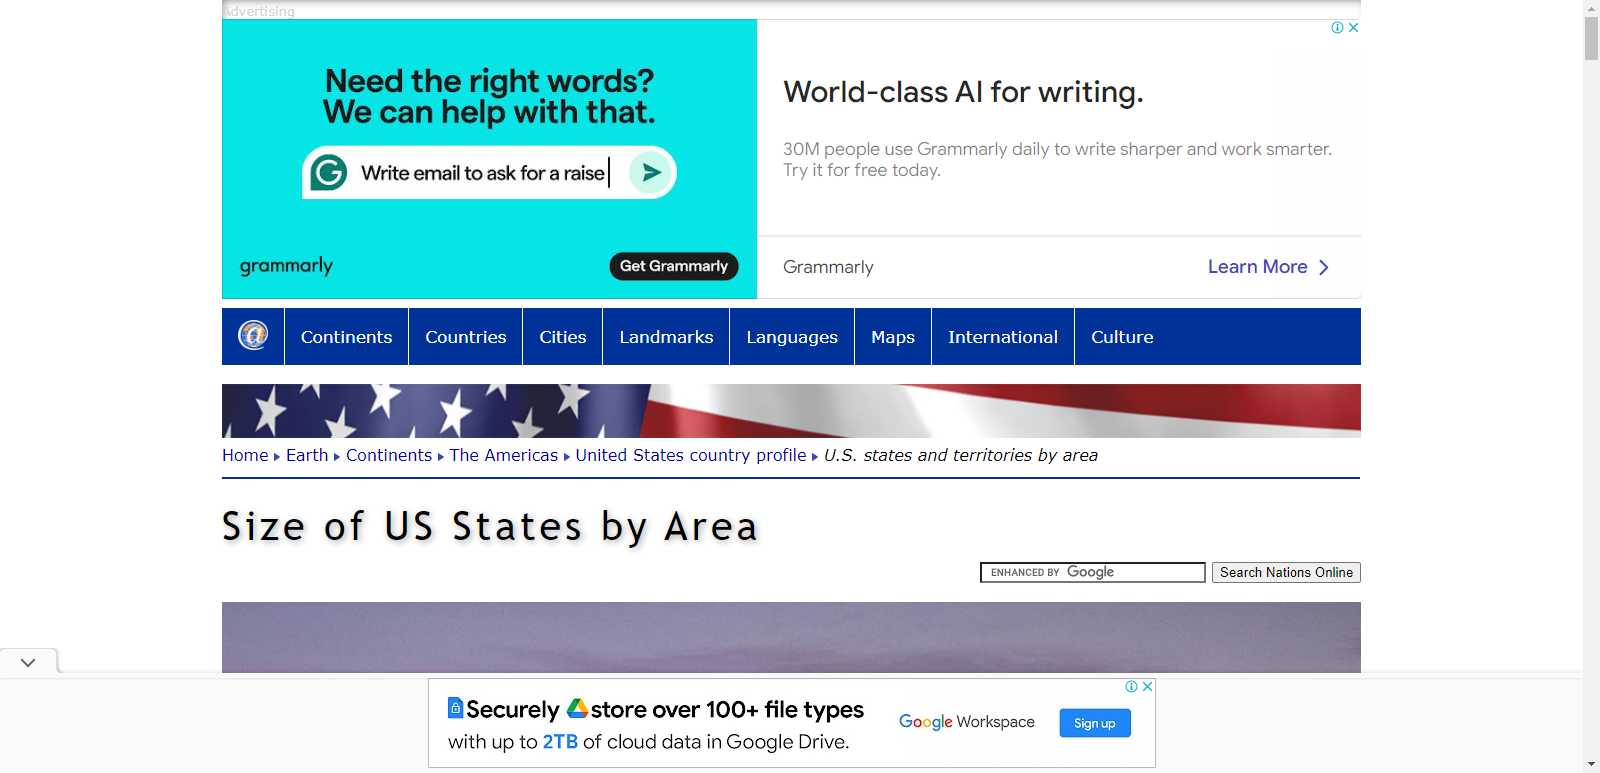 Advertising
Need the right words?
We can help with that.
Write email to ask for a raise
grammarly
Get Grammarly
World-class AI for writing.
30M people use Grammarly daily to write sharper and work smarter.
Try it for free today.
Grammarly
Learn More
Continents Countries Cities Landmarks Languages Maps International Culture
Home Earth Continents The Americas United States country profile U.S. states and territories by area
Size of US States by Area
ENHANCED BY Google
Search Nations Online
Securely store over 100+ file types
with up to 2TB of cloud data in Google Drive.
Google Workspace
Sign up